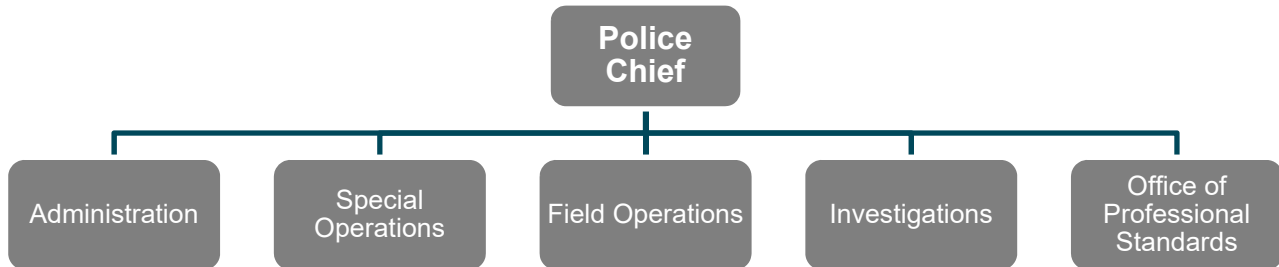 Police
Chief
Administration
Special
Operations
Field Operations
Investigations
Office of
Professional
Standards